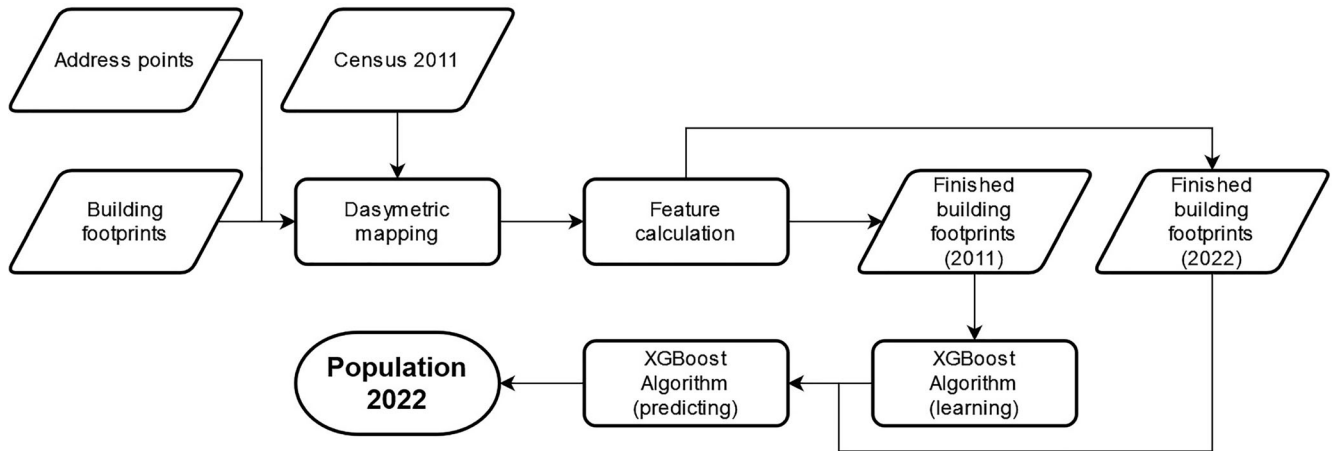 Address points
Census 2011
Building
footprints
Dasymetric
mapping
Feature
calculation
Finished
building
footprints
(2011)
Finished
building
footprints
(2022)
Population
2022
XGBoost
Algorithm
(predicting)
XGBoost
Algorithm
(learning)